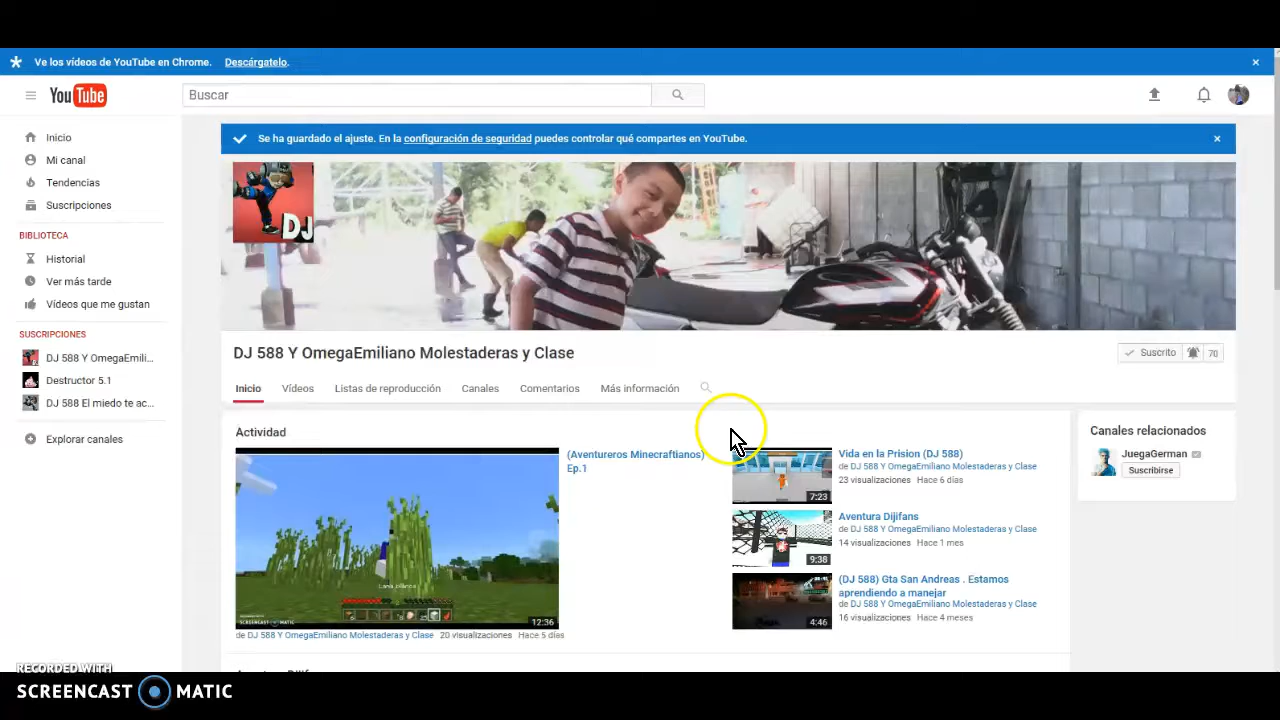 Ve los vídeos de YouTube en Chrome. Descárgatelo.
YouTube
Buscar
Se ha guardado el ajuste. En la configuración de seguridad puedes controlar qué compartes en YouTube.
Inicio
Mi canal
Tendencias
Suscripciones
BIBLIOTECA
Historial
Ver más tarde
Vídeos que me gustan
SUSCRIPCIONES
DJ 588 Y OmegaEmili...
Destructor 5.1
DJ 588 El miedo te ac...
Explorar canales
DJ
DJ 588 Y OmegaEmiliano Molestaderas y Clase
Suscrito 70
Inicio Vídeos Listas de reproducción Canales Comentarios Más información
Actividad
(Aventureros Minecraftianos)
Ep.1
12:36
de DJ 588 Y OmegaEmiliano Molestaderas y Clase 20 visualizaciones Hace 5 días
Vida en la Prision (DJ 588)
de DJ 588 Y OmegaEmiliano Molestaderas y Clase
23 visualizaciones Hace 6 días
7:23
Aventura Dijifans
de DJ 588 Y OmegaEmiliano Molestaderas y Clase
14 visualizaciones Hace 1 mes
9:38
(DJ 588) Gta San Andreas . Estamos
aprendiendo a manejar
de DJ 588 Y OmegaEmiliano Molestaderas y Clase
16 visualizaciones Hace 4 meses
4:46
Canales relacionados
JuegaGerman
Suscribirse
RECORDED WITH
SCREENCAST MATIC